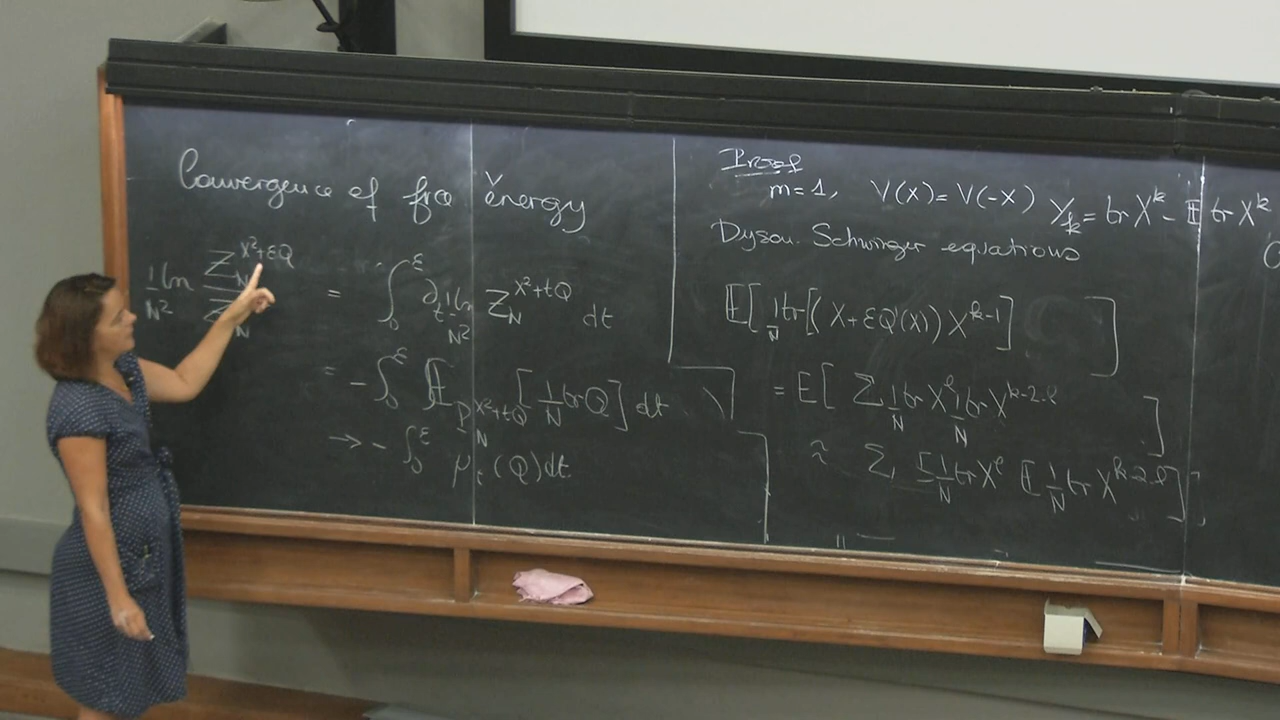 Convergence of free energy
1/N² ln Z_N^{X²+εQ} / Z_N = ∫_0^ε ∂_t 1/N² ln Z_N^{X²+tQ} dt
= - ∫_0^ε E_{P_N^{X²+tQ}} [1/N tr Q] dt
→ - ∫_0^ε μ_t(Q) dt
Proof
m=1, V(X)=V(-X) Y_k = tr X^k - E tr X^k
Dyson. Schwinger equations
E[ 1/N tr[(X+εQ'(X)) X^{k-1}] ]
= E[ Σ 1/N tr X^ℓ 1/N tr X^{k-2-ℓ} ]
≈ Σ E[1/N tr X^ℓ E[1/N tr X^{k-2-ℓ}]